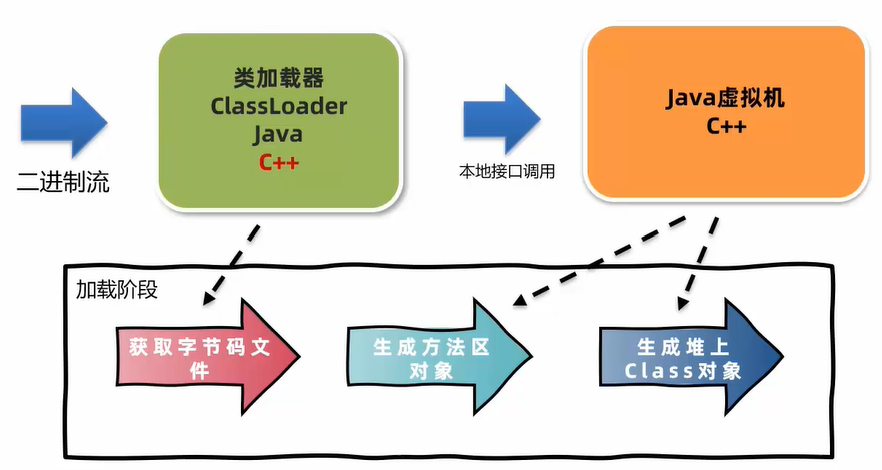 类加载器
ClassLoader
Java
C++
Java虚拟机
C++
二进制流
本地接口调用
加载阶段
获取字节码文
件
生成方法区
对象
生成堆上
Class对象